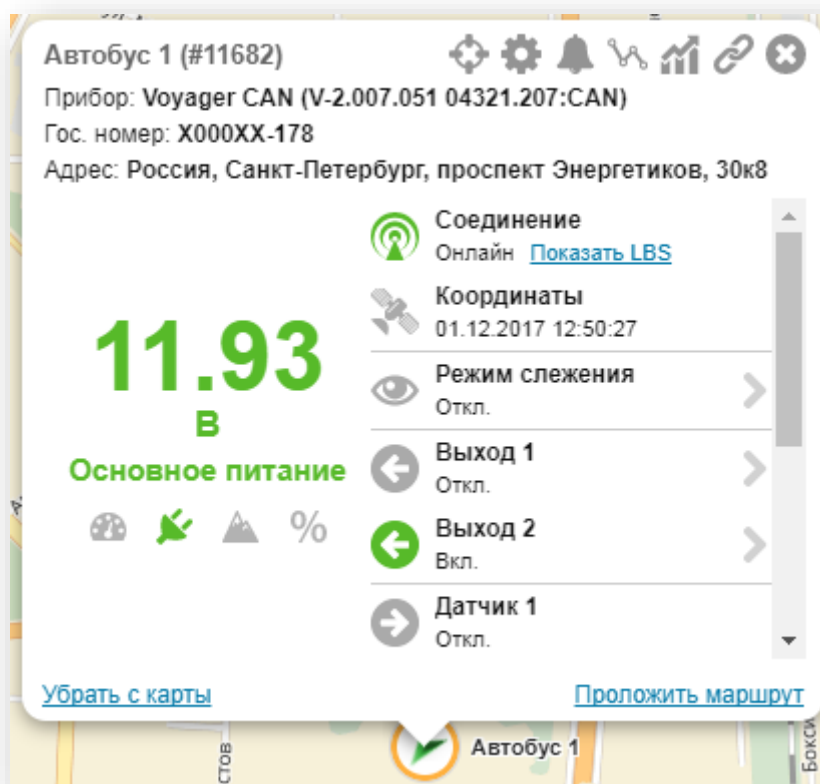 Автобус 1 (#11682)
Прибор: Voyager CAN (V-2.007.051 04321.207:CAN)
Гос. номер: X000XX-178
Адрес: Россия, Санкт-Петербург, проспект Энергетиков, 30к8
11.93
В
Основное питание
%
Соединение
Онлайн Показать LBS
Координаты
01.12.2017 12:50:27
Режим слежения
Откл.
Выход 1
Откл.
Выход 2
Вкл.
Датчик 1
Откл.
Убрать с карты
Проложить маршрут
Автобус 1